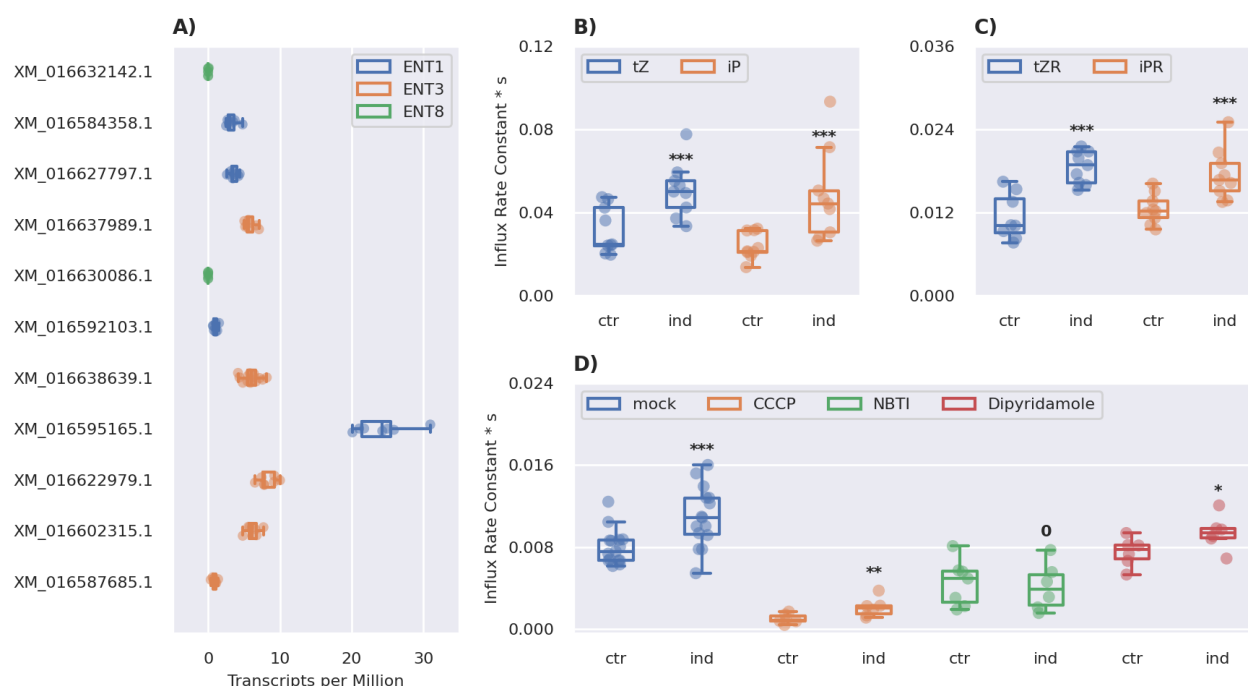 A)
XM_016632142.1
XM_016584358.1
XM_016627797.1
XM_016637989.1
XM_016630086.1
XM_016592103.1
XM_016638639.1
XM_016595165.1
XM_016622979.1
XM_016602315.1
XM_016587685.1
ENT1
ENT3
ENT8
0 10 20 30
Transcripts per Million
B)
Influx Rate Constant * s
0.12
0.08
0.04
0.00
tZ iP
*** ***
ctr ind ctr ind
C)
0.036
0.024
0.012
0.000
tZR iPR
*** ***
ctr ind ctr ind
D)
Influx Rate Constant * s
0.024
0.016
0.008
0.000
mock CCCP NBTI Dipyridamole
*** ** 0 *
ctr ind ctr ind ctr ind ctr ind